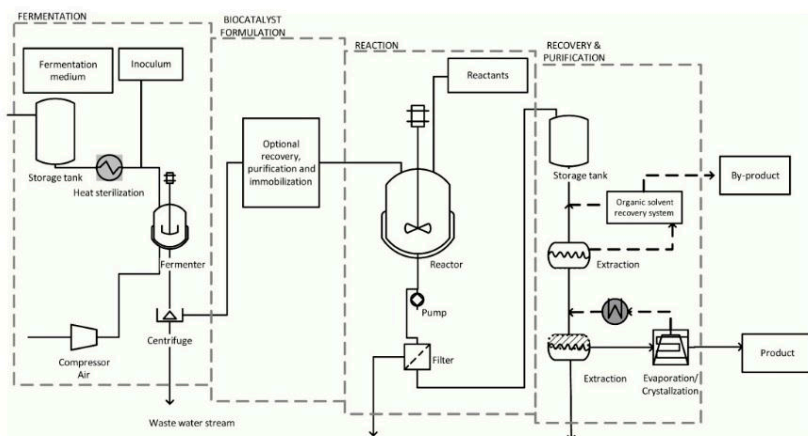 FERMENTATION
Fermentation
medium
Inoculum
Storage tank
Heat sterilization
Fermenter
Centrifuge
Compressor
Air
Waste water stream
BIOCATALYST
FORMULATION
Optional
recovery,
purification and
immobilization
REACTION
Reactants
Reactor
Pump
Filter
RECOVERY &
PURIFICATION
Storage tank
Organic solvent
recovery system
By-product
Extraction
Extraction
Evaporation/
Crystallization
Product